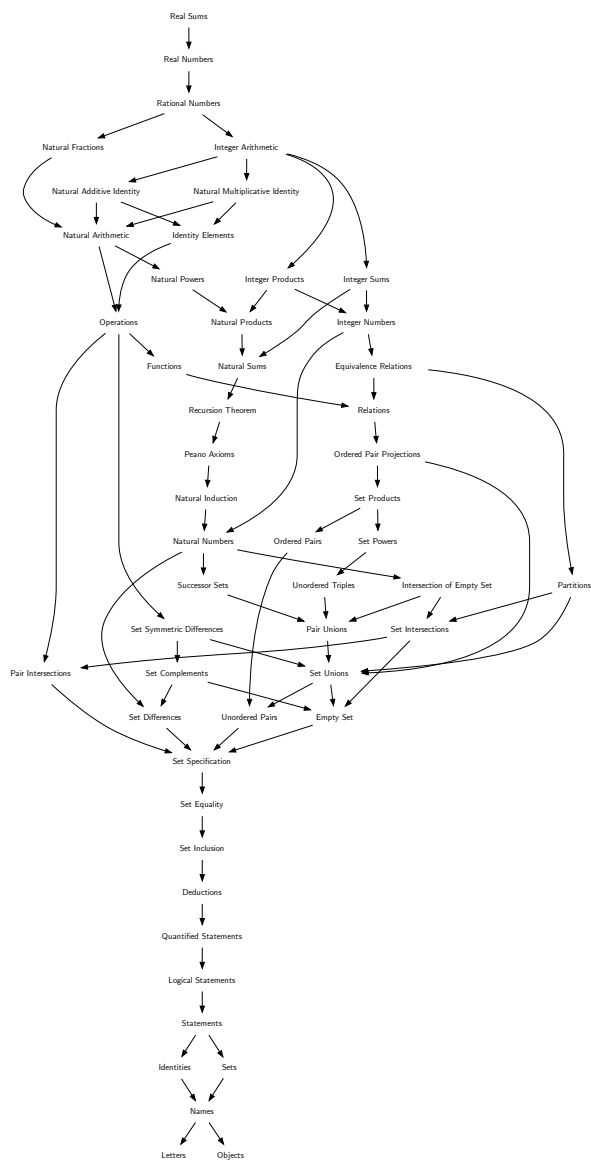 Real Sums
Real Numbers
Rational Numbers
Natural Fractions
Integer Arithmetic
Natural Additive Identity
Natural Multiplicative Identity
Natural Arithmetic
Identity Elements
Natural Powers
Integer Products
Integer Sums
Operations
Natural Products
Integer Numbers
Functions
Natural Sums
Equivalence Relations
Recursion Theorem
Relations
Peano Axioms
Ordered Pair Projections
Natural Induction
Set Products
Natural Numbers
Ordered Pairs
Set Powers
Successor Sets
Unordered Triples
Intersection of Empty Set
Partitions
Set Symmetric Differences
Pair Unions
Set Intersections
Pair Intersections
Set Complements
Set Unions
Set Differences
Unordered Pairs
Empty Set
Set Specification
Set Equality
Set Inclusion
Deductions
Quantified Statements
Logical Statements
Statements
Identities
Sets
Names
Letters
Objects